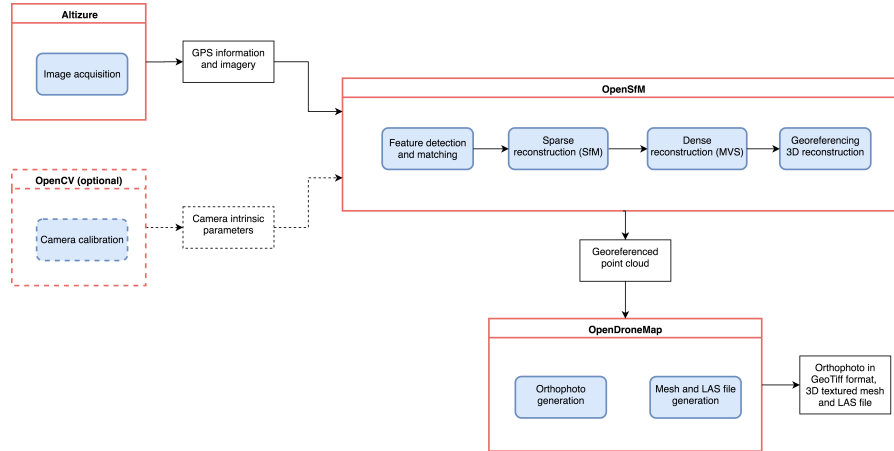 Altizure
Image acquisition
GPS information
and imagery
OpenSfM
Feature detection
and matching
Sparse
reconstruction (SfM)
Dense
reconstruction (MVS)
Georeferencing
3D reconstruction
OpenCV (optional)
Camera calibration
Camera intrinsic
parameters
Georeferenced
point cloud
OpenDroneMap
Orthophoto
generation
Mesh and LAS file
generation
Orthophoto in
GeoTiff format,
3D textured mesh
and LAS file